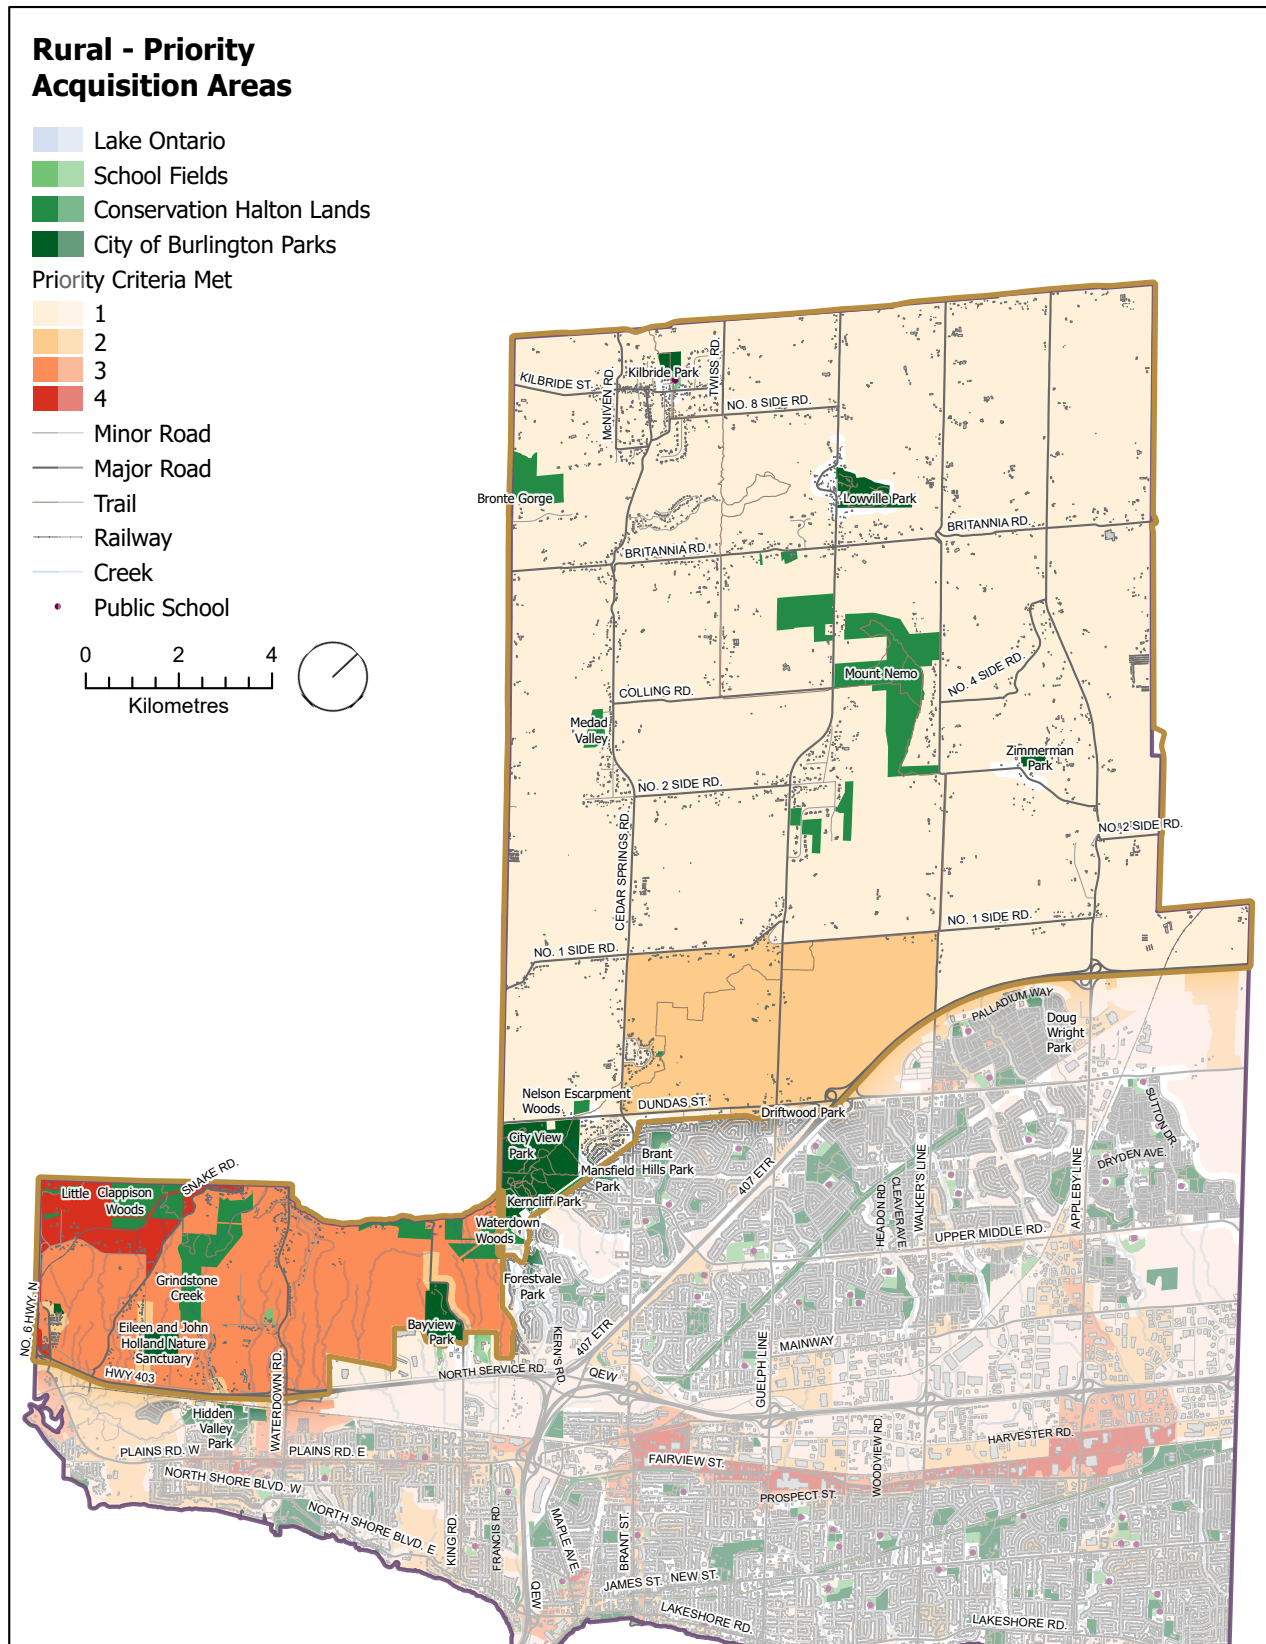 Rural - Priority
Acquisition Areas
Lake Ontario
School Fields
Conservation Halton Lands
City of Burlington Parks
Priority Criteria Met
1
2
3
4
Minor Road
Major Road
Trail
Railway
Creek
Public School
0 2 4
Kilometres
KILBRIDE ST.
McNIVEN RD.
Kilbride Park
TWISS RD.
NO. 8 SIDE RD.
Bronte Gorge
Lowville Park
BRITANNIA RD.
BRITANNIA RD.
Mount Nemo
NO. 4 SIDE RD.
COLLING RD.
Medad
Valley
Zimmerman
Park
NO. 2 SIDE RD.
CEDAR SPRINGS RD.
NO. 2 SIDE RD.
NO. 1 SIDE RD.
NO. 1 SIDE RD.
PALLADIUM WAY
Doug
Wright
Park
Nelson Escarpment
Woods
DUNDAS ST.
Driftwood Park
City View
Park
Brant
Hills Park
Mansfield
Park
407 ETR
SUTTON DR.
DRYDEN AVE.
WALKER'S LINE
APPLEBY LINE
CLEAVER AVE
HEADON RD.
UPPER MIDDLE RD.
SNAKE RD.
Little
Clappison
Woods
Kerncliff Park
Waterdown
Woods
Grindstone
Creek
Forestvale
Park
NO. 6 HWY. N
Eileen and John
Holland Nature
Sanctuary
Bayview
Park
KERN'S RD.
407 ETR
GUELPH LINE
MAINWAY
HWY 403
WATERDOWN RD.
NORTH SERVICE RD.
QEW
Hidden
Valley
Park
PLAINS RD. W
PLAINS RD. E
FAIRVIEW ST.
WOODVIEW RD.
HARVESTER RD.
NORTH SHORE BLVD. W
PROSPECT ST.
NORTH SHORE BLVD. E
KING RD.
FRANCIS RD.
MAPLE AVE.
BRANT ST.
QEW
JAMES ST.
NEW ST.
LAKESHORE RD.
LAKESHORE RD.